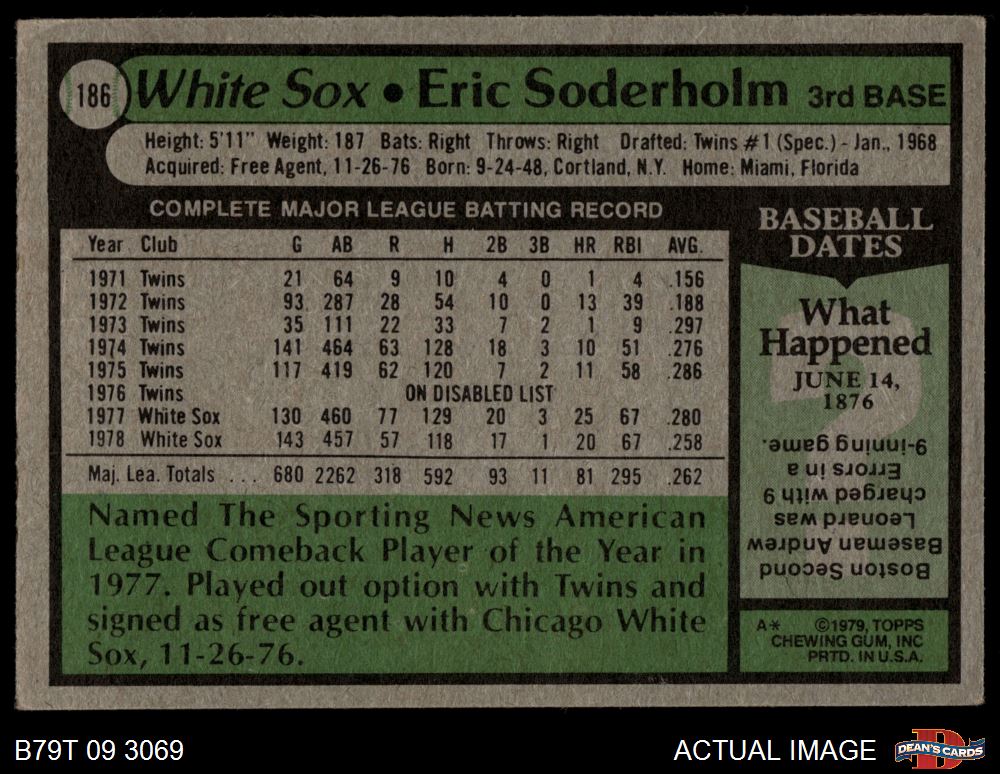 186 White Sox • Eric Soderholm 3rd BASE
Height: 5'11" Weight: 187 Bats: Right Throws: Right Drafted: Twins #1 (Spec.) - Jan., 1968
Acquired: Free Agent, 11-26-76 Born: 9-24-48, Cortland, N.Y. Home: Miami, Florida
COMPLETE MAJOR LEAGUE BATTING RECORD
Year Club G AB R H 2B 3B HR RBI AVG.
1971 Twins 21 64 9 10 4 0 1 4 .156
1972 Twins 93 287 28 54 10 0 13 39 .188
1973 Twins 35 111 22 33 7 2 1 9 .297
1974 Twins 141 464 63 128 18 3 10 51 .276
1975 Twins 117 419 62 120 7 2 11 58 .286
1976 Twins ON DISABLED LIST
1977 White Sox 130 460 77 129 20 3 25 67 .280
1978 White Sox 143 457 57 118 17 1 20 67 .258
Maj. Lea. Totals . . . 680 2262 318 592 93 11 81 295 .262
Named The Sporting News American
League Comeback Player of the Year in
1977. Played out option with Twins and
signed as free agent with Chicago White
Sox, 11-26-76.
BASEBALL
DATES
What
Happened
JUNE 14,
1876
Boston Second
Baseman Andrew
Leonard was
charged with 9
Errors in a
9-inning game.
A* ©1979, TOPPS
CHEWING GUM, INC
PRTD. IN U.S.A.
B79T 09 3069
ACTUAL IMAGE
D
DEAN'S CARDS